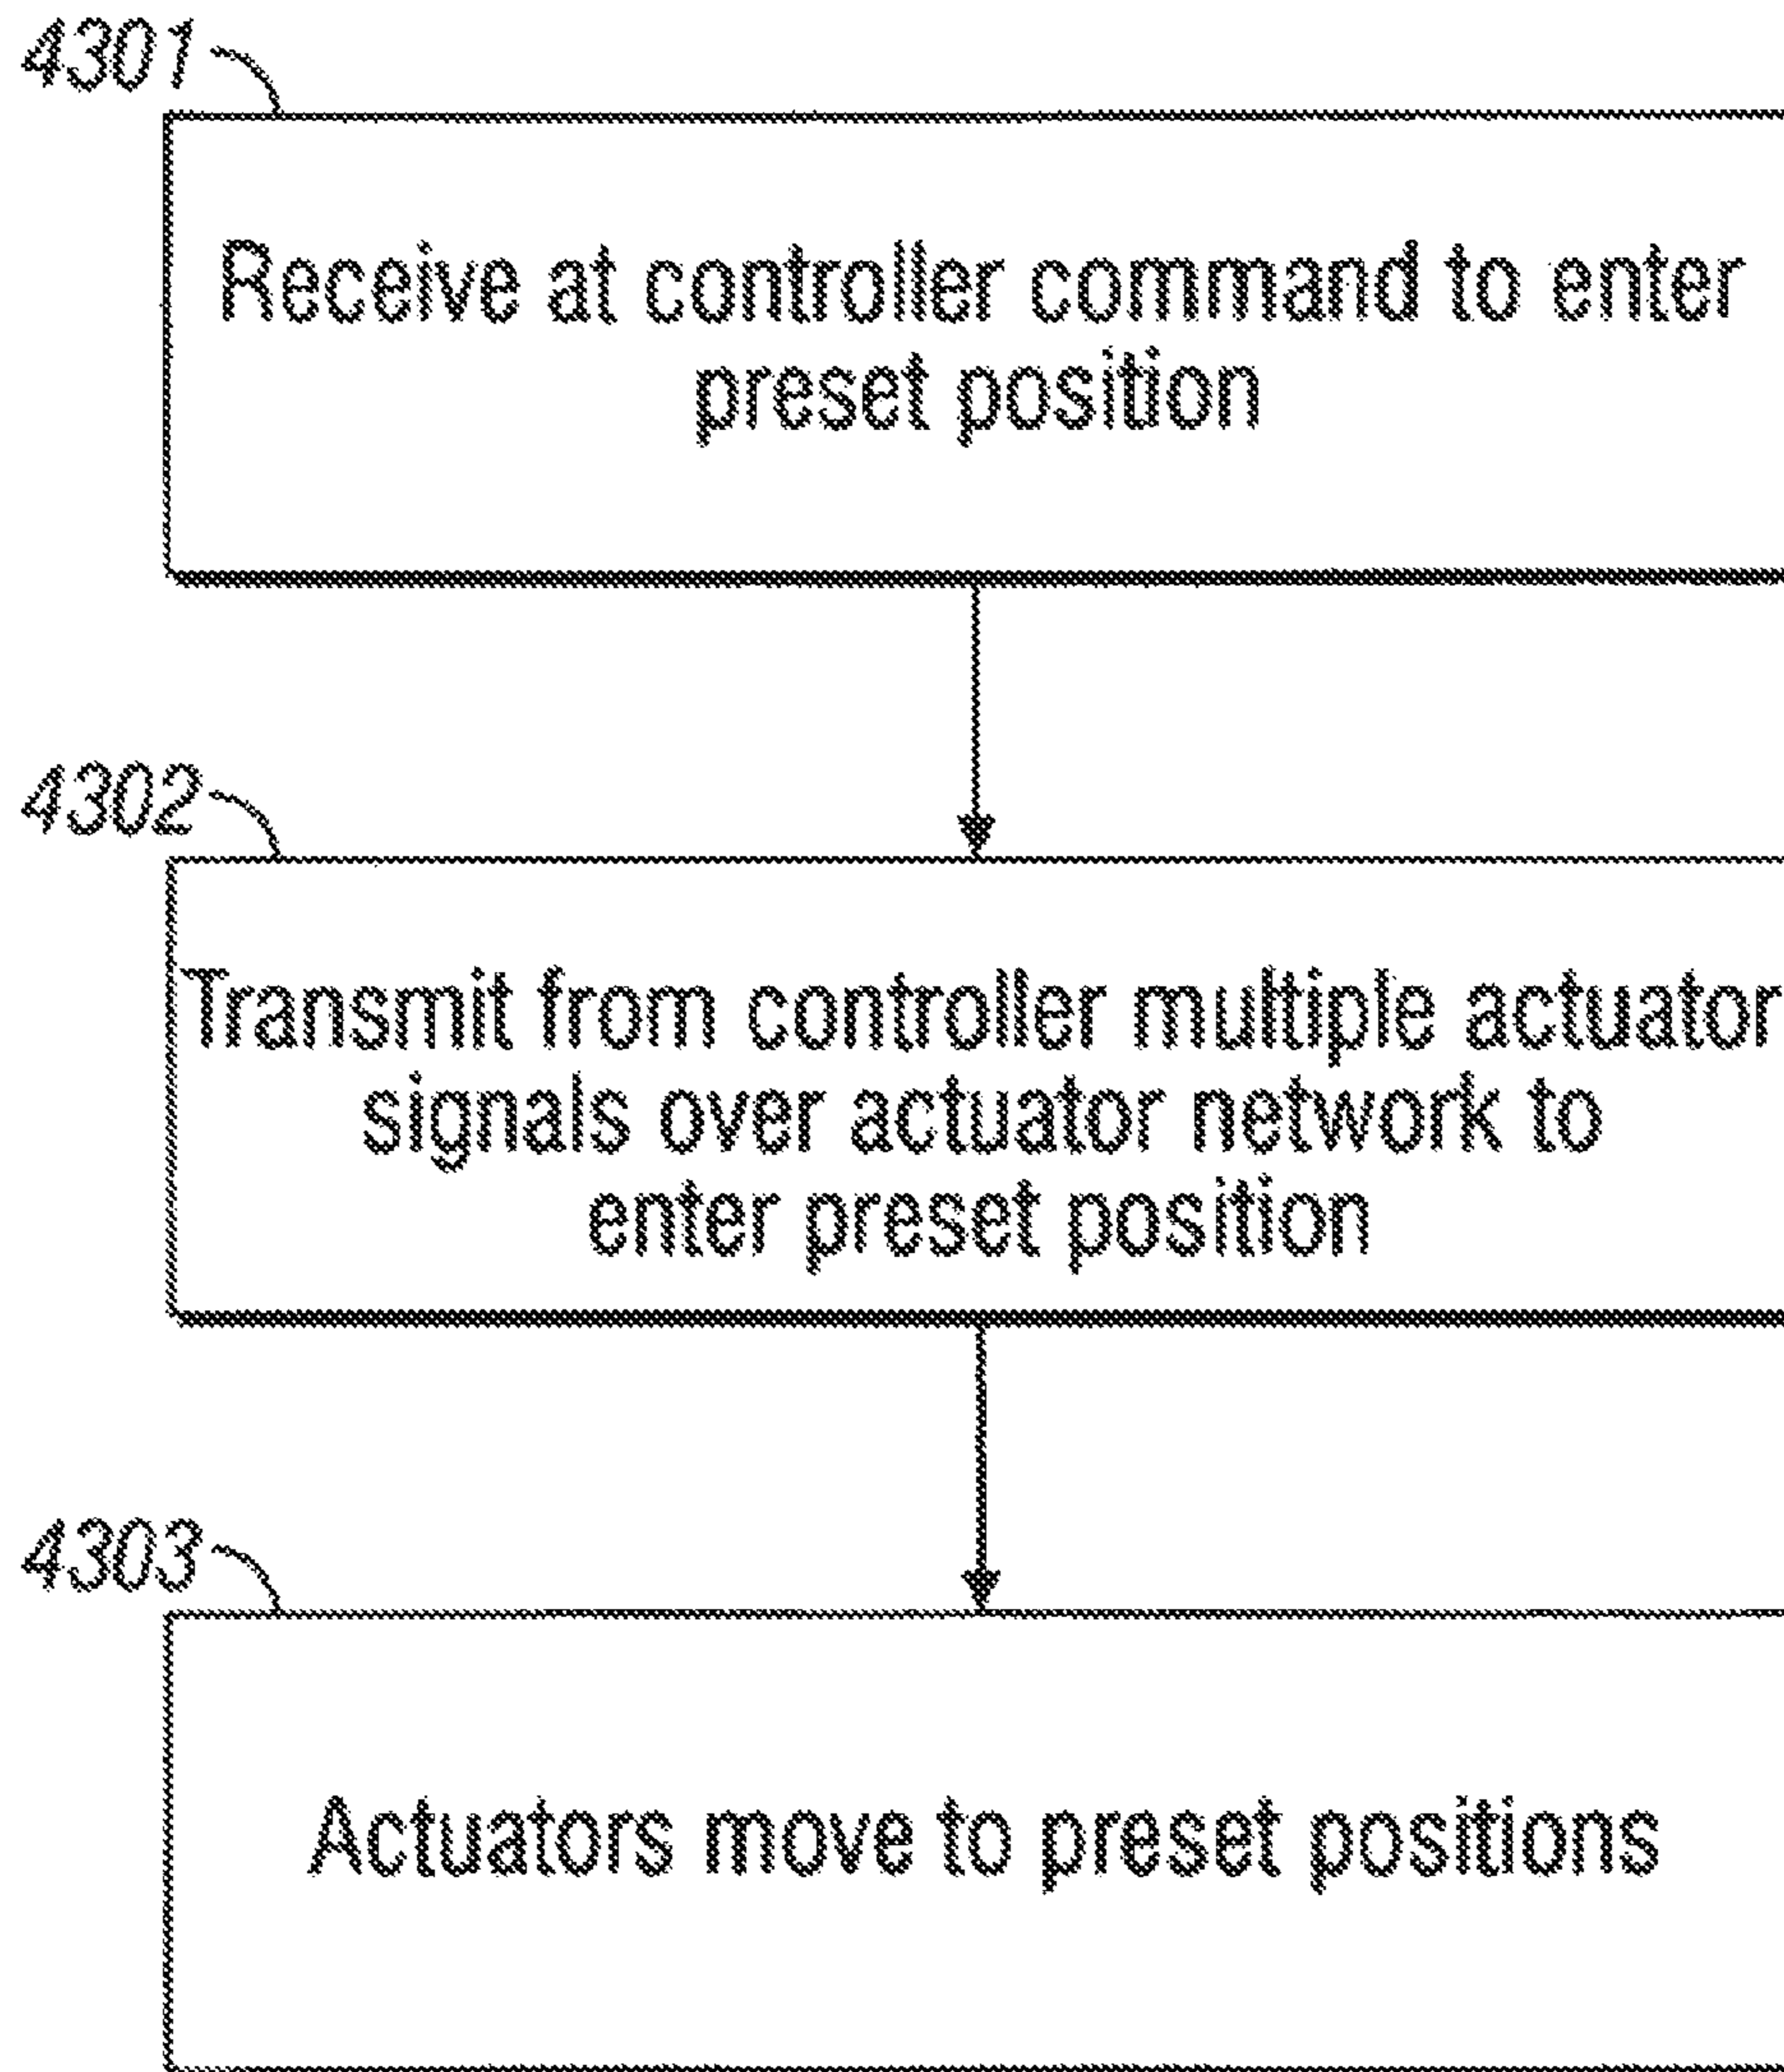 4301
Receive at controller command to enter
preset position
4302
Transmit from controller multiple actuator
signals over actuator network to
enter preset position
4303
Actuators move to preset positions